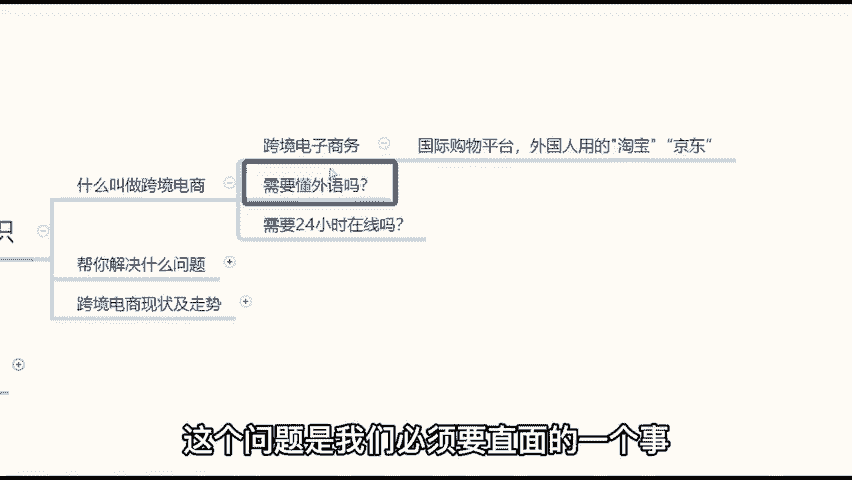 跨境电子商务
国际购物平台，外国人用的"淘宝"“京东”
什么叫做跨境电商
需要懂外语吗？
识
需要24小时在线吗？
帮你解决什么问题
跨境电商现状及走势
这个问题是我们必须要直面的一个事